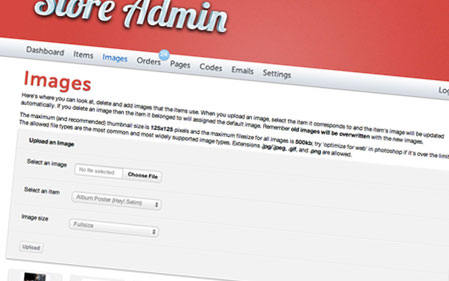 Store Admin
Dashboard Items Images Orders Pages Codes Emails Settings
Images
Here's where you can look at, delete and add images that the items use. When you upload an image, select the item it corresponds to and the item's image will be updated
automatically. If you delete an image then the item it belonged to will assigned the default image. Remember old images will be overwritten with the new images.
The maximum (and recommended) thumbnail size is 125x125 pixels and the maximum filesize for all images is 500kb; try 'optimize for web' in photoshop if it's over the limit
The allowed file types are the most common and most widely supported image types. Extensions .jpg/.jpeg, .gif, and .png are allowed.
Upload an Image
Select an image No file selected Choose File
Select an item Album Poster (Hey! Selim)
Image size Fullsize
Upload